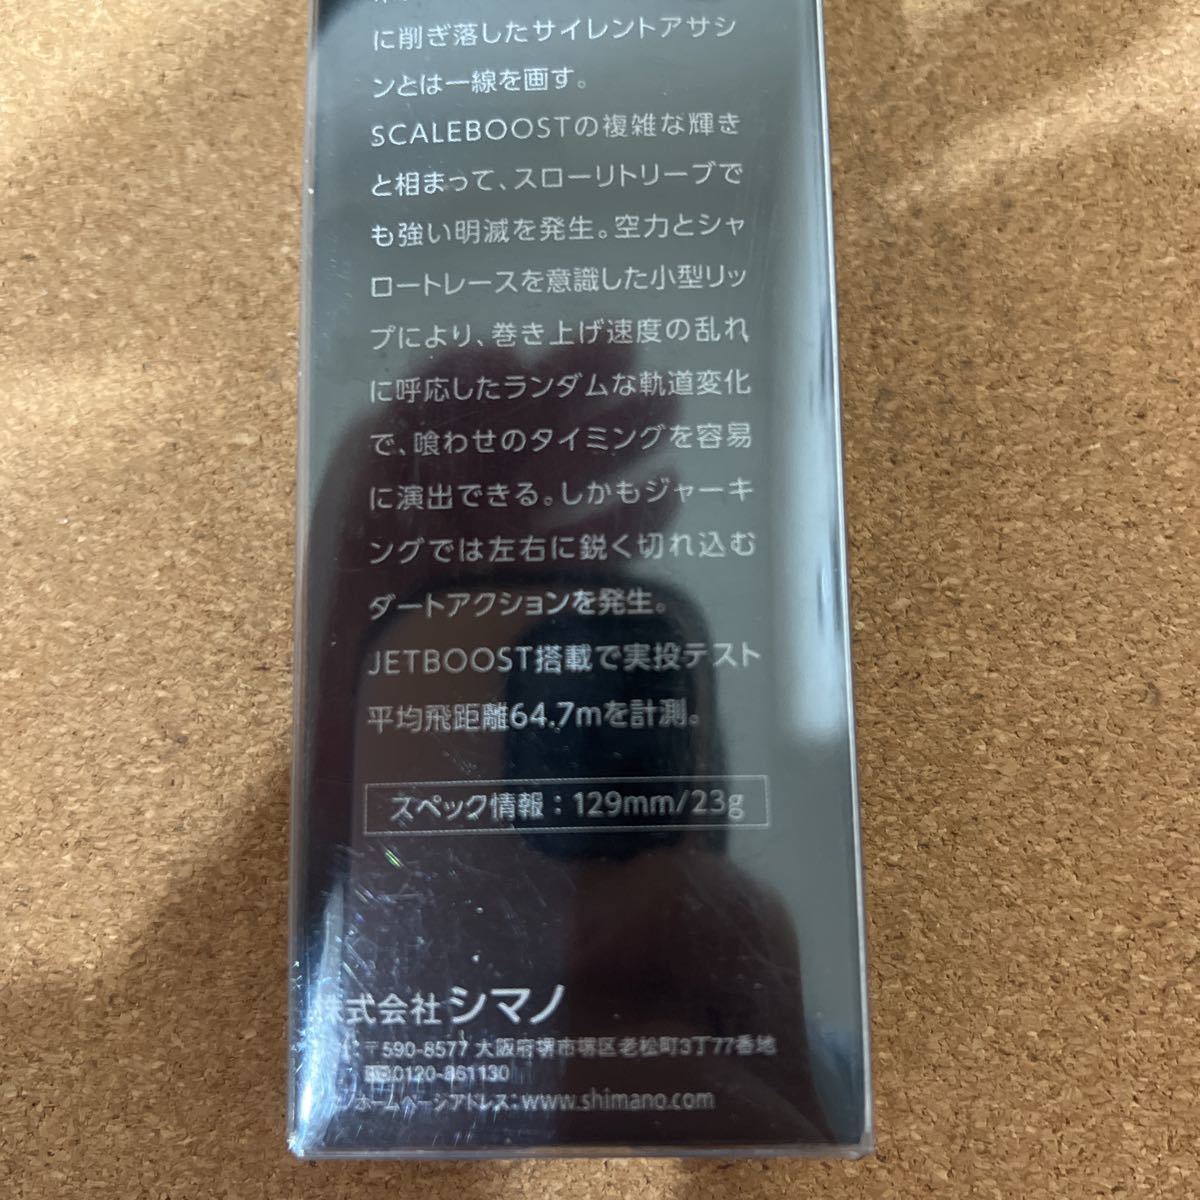 に削ぎ落したサイレントアサシ
ンとは一線を画す。
SCALEBOOSTの複雑な輝き
と相まって、スローリトリーブで
も強い明滅を発生。空力とシャ
ロートレースを意識した小型リッ
プにより、巻き上げ速度の乱れ
に呼応したランダムな軌道変化
で、喰わせのタイミングを容易
に演出できる。しかもジャーキ
ングでは左右に鋭く切れ込む
ダートアクションを発生。
JETBOOST搭載で実投テスト
平均飛距離64.7mを計測。
スペック情報：129mm/23g
株式会社シマノ
〒590-8577 大阪府堺市堺区老松町3丁77番地
0120-861130
ホームページアドレス：www.shimano.com